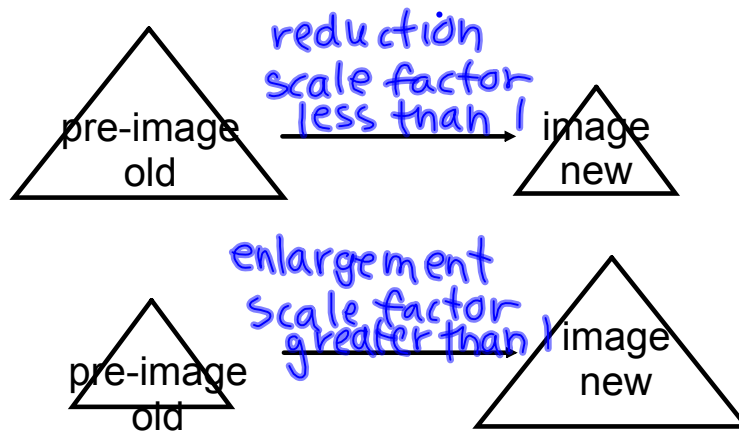 reduction
scale factor
less than 1
pre-image
old
image
new
enlargement
scale factor
greater than 1
pre-image
old
image
new